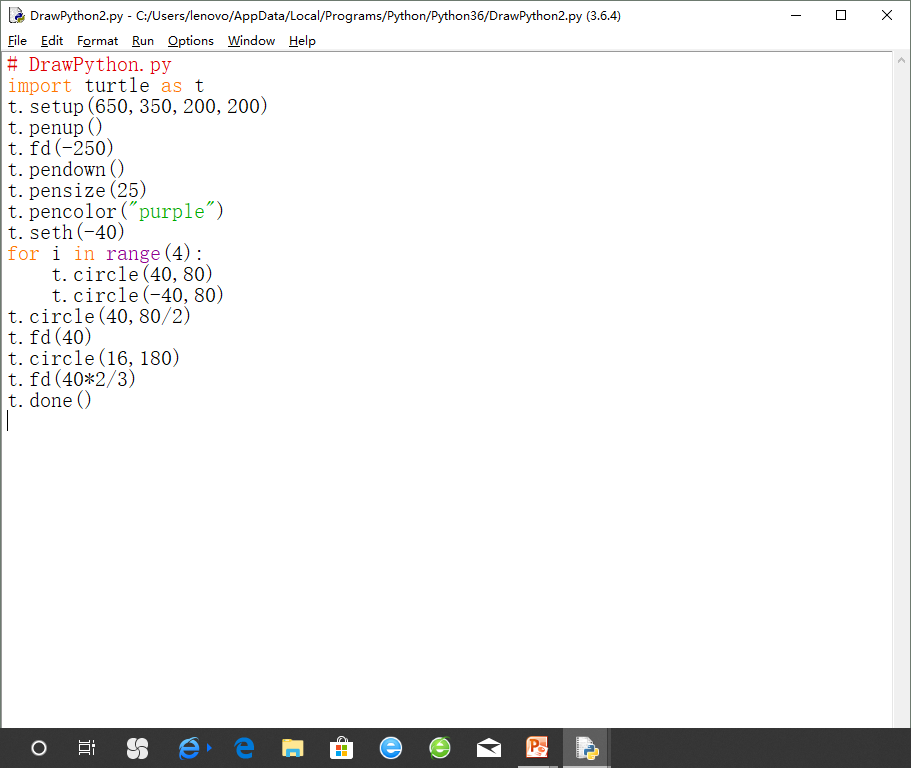 DrawPython2.py - C:/Users/lenovo/AppData/Local/Programs/Python/Python36/DrawPython2.py (3.6.4)
File Edit Format Run Options Window Help
# DrawPython.py
import turtle as t
t.setup(650,350,200,200)
t.penup()
t.fd(-250)
t.pendown()
t.pensize(25)
t.pencolor("purple")
t.seth(-40)
for i in range(4):
    t.circle(40,80)
    t.circle(-40,80)
t.circle(40,80/2)
t.fd(40)
t.circle(16,180)
t.fd(40*2/3)
t.done()